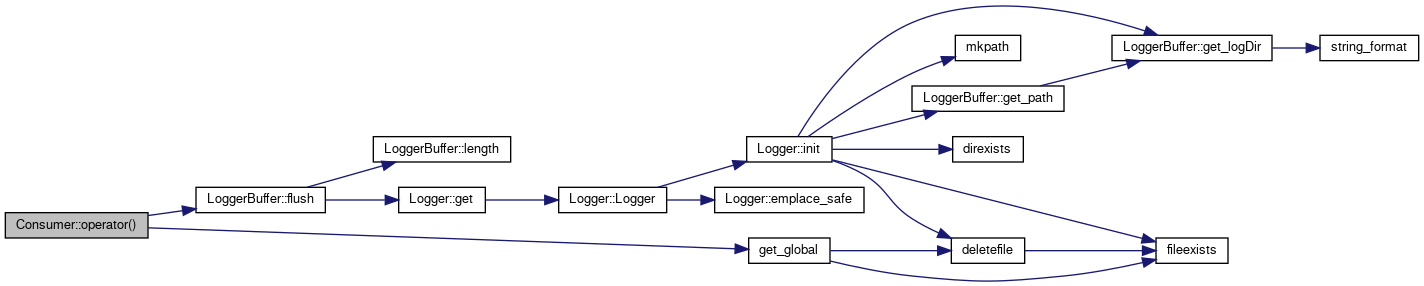 Consumer::operator()
LoggerBuffer::flush
LoggerBuffer::length
Logger::get
Logger::Logger
Logger::init
Logger::emplace_safe
get_global
mkpath
LoggerBuffer::get_path
direxists
deletefile
LoggerBuffer::get_logDir
fileexists
string_format